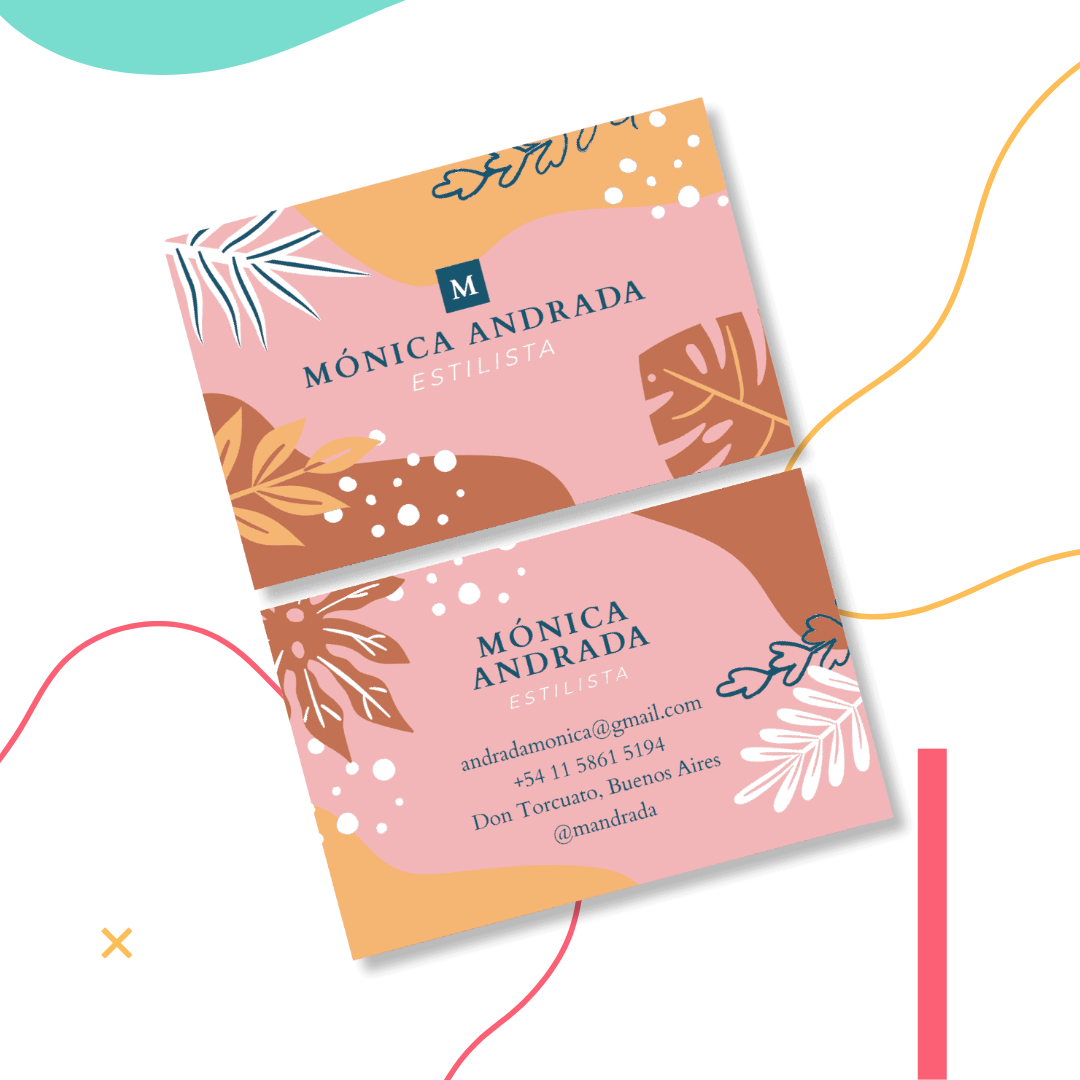 M
MÓNICA ANDRADA
ESTILISTA
MÓNICA
ANDRADA
ESTILISTA
andradamonica@gmail.com
+54 11 5861 5194
Don Torcuato, Buenos Aires
@mandrada